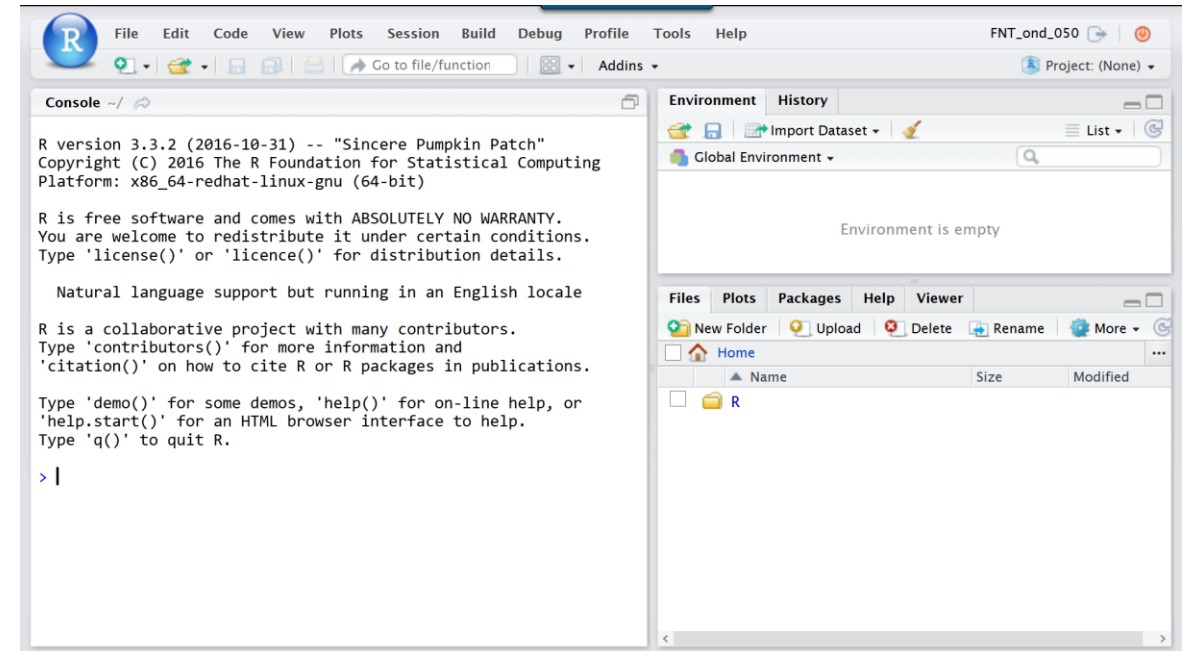 R
File Edit Code View Plots Session Build Debug Profile Tools Help
FNT_ond_050
Go to file/function
Addins
R Project: (None)
Console ~/
R version 3.3.2 (2016-10-31) -- "Sincere Pumpkin Patch"
Copyright (C) 2016 The R Foundation for Statistical Computing
Platform: x86_64-redhat-linux-gnu (64-bit)
R is free software and comes with ABSOLUTELY NO WARRANTY.
You are welcome to redistribute it under certain conditions.
Type 'license()' or 'licence()' for distribution details.
Natural language support but running in an English locale
R is a collaborative project with many contributors.
Type 'contributors()' for more information and
'citation()' on how to cite R or R packages in publications.
Type 'demo()' for some demos, 'help()' for on-line help, or
'help.start()' for an HTML browser interface to help.
Type 'q()' to quit R.
>
Environment History
Import Dataset
List
Global Environment
Environment is empty
Files Plots Packages Help Viewer
New Folder Upload Delete Rename More
Home
...
Name Size Modified
R